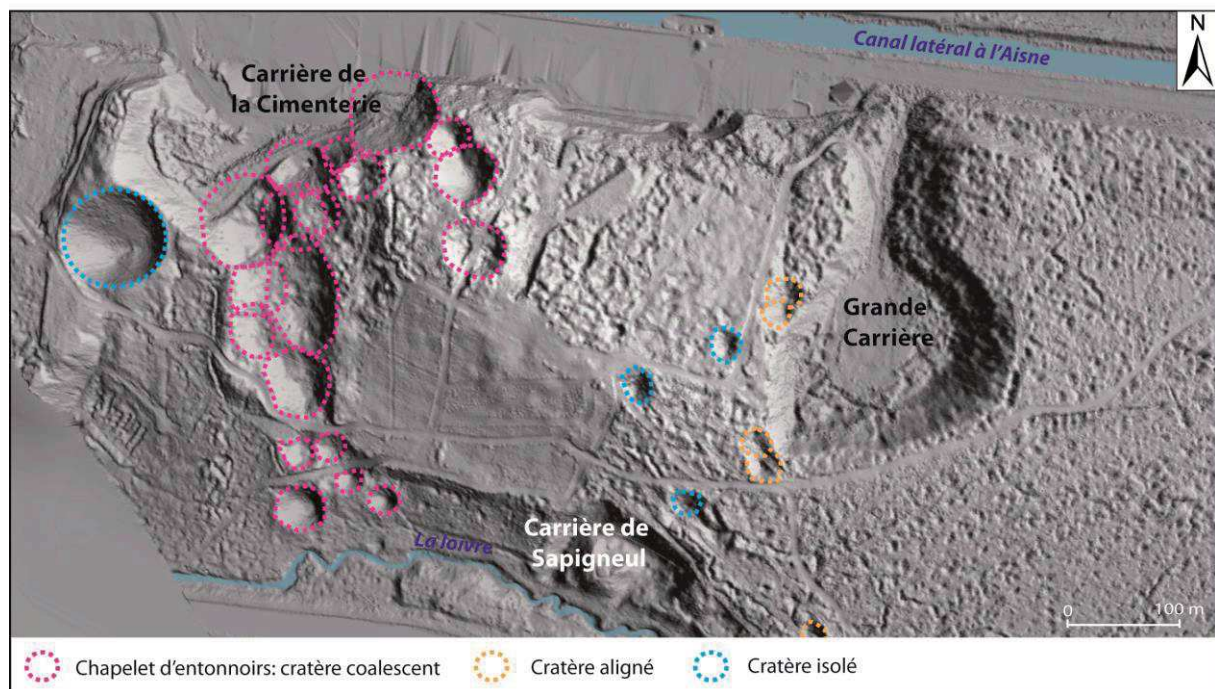 N
Canal latéral à l'Aisne
Carrière de
la Cimenterie
Grande
Carrière
Carrière de
Sapigneul
La loivre
0 100 m
Chapelet d'entonnoirs: cratère coalescent
Cratère aligné
Cratère isolé